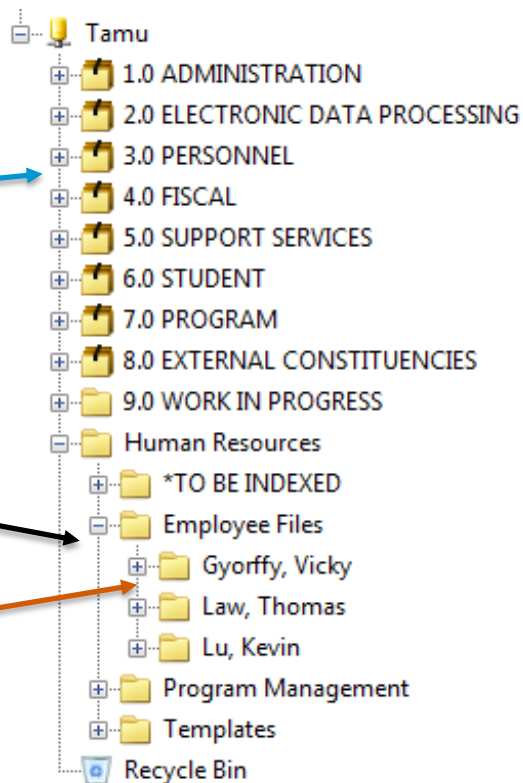 Tamu
1.0 ADMINISTRATION
2.0 ELECTRONIC DATA PROCESSING
3.0 PERSONNEL
4.0 FISCAL
5.0 SUPPORT SERVICES
6.0 STUDENT
7.0 PROGRAM
8.0 EXTERNAL CONSTITUENCIES
9.0 WORK IN PROGRESS
Human Resources
*TO BE INDEXED
Employee Files
Gyorffy, Vicky
Law, Thomas
Lu, Kevin
Program Management
Templates
Recycle Bin